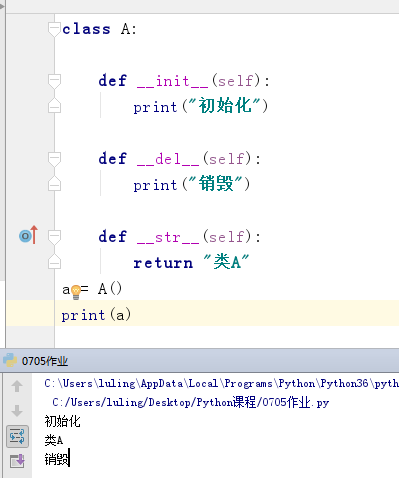 class A:
def __init__(self):
print("初始化")
def __del__(self):
print("销毁")
def __str__(self):
return "类A"
a = A()
print(a)
0705作业
C:\Users\luling\AppData\Local\Programs\Python\Python36\pyth
C:/Users/luling/Desktop/Python课程/0705作业.py
初始化
类A
销毁